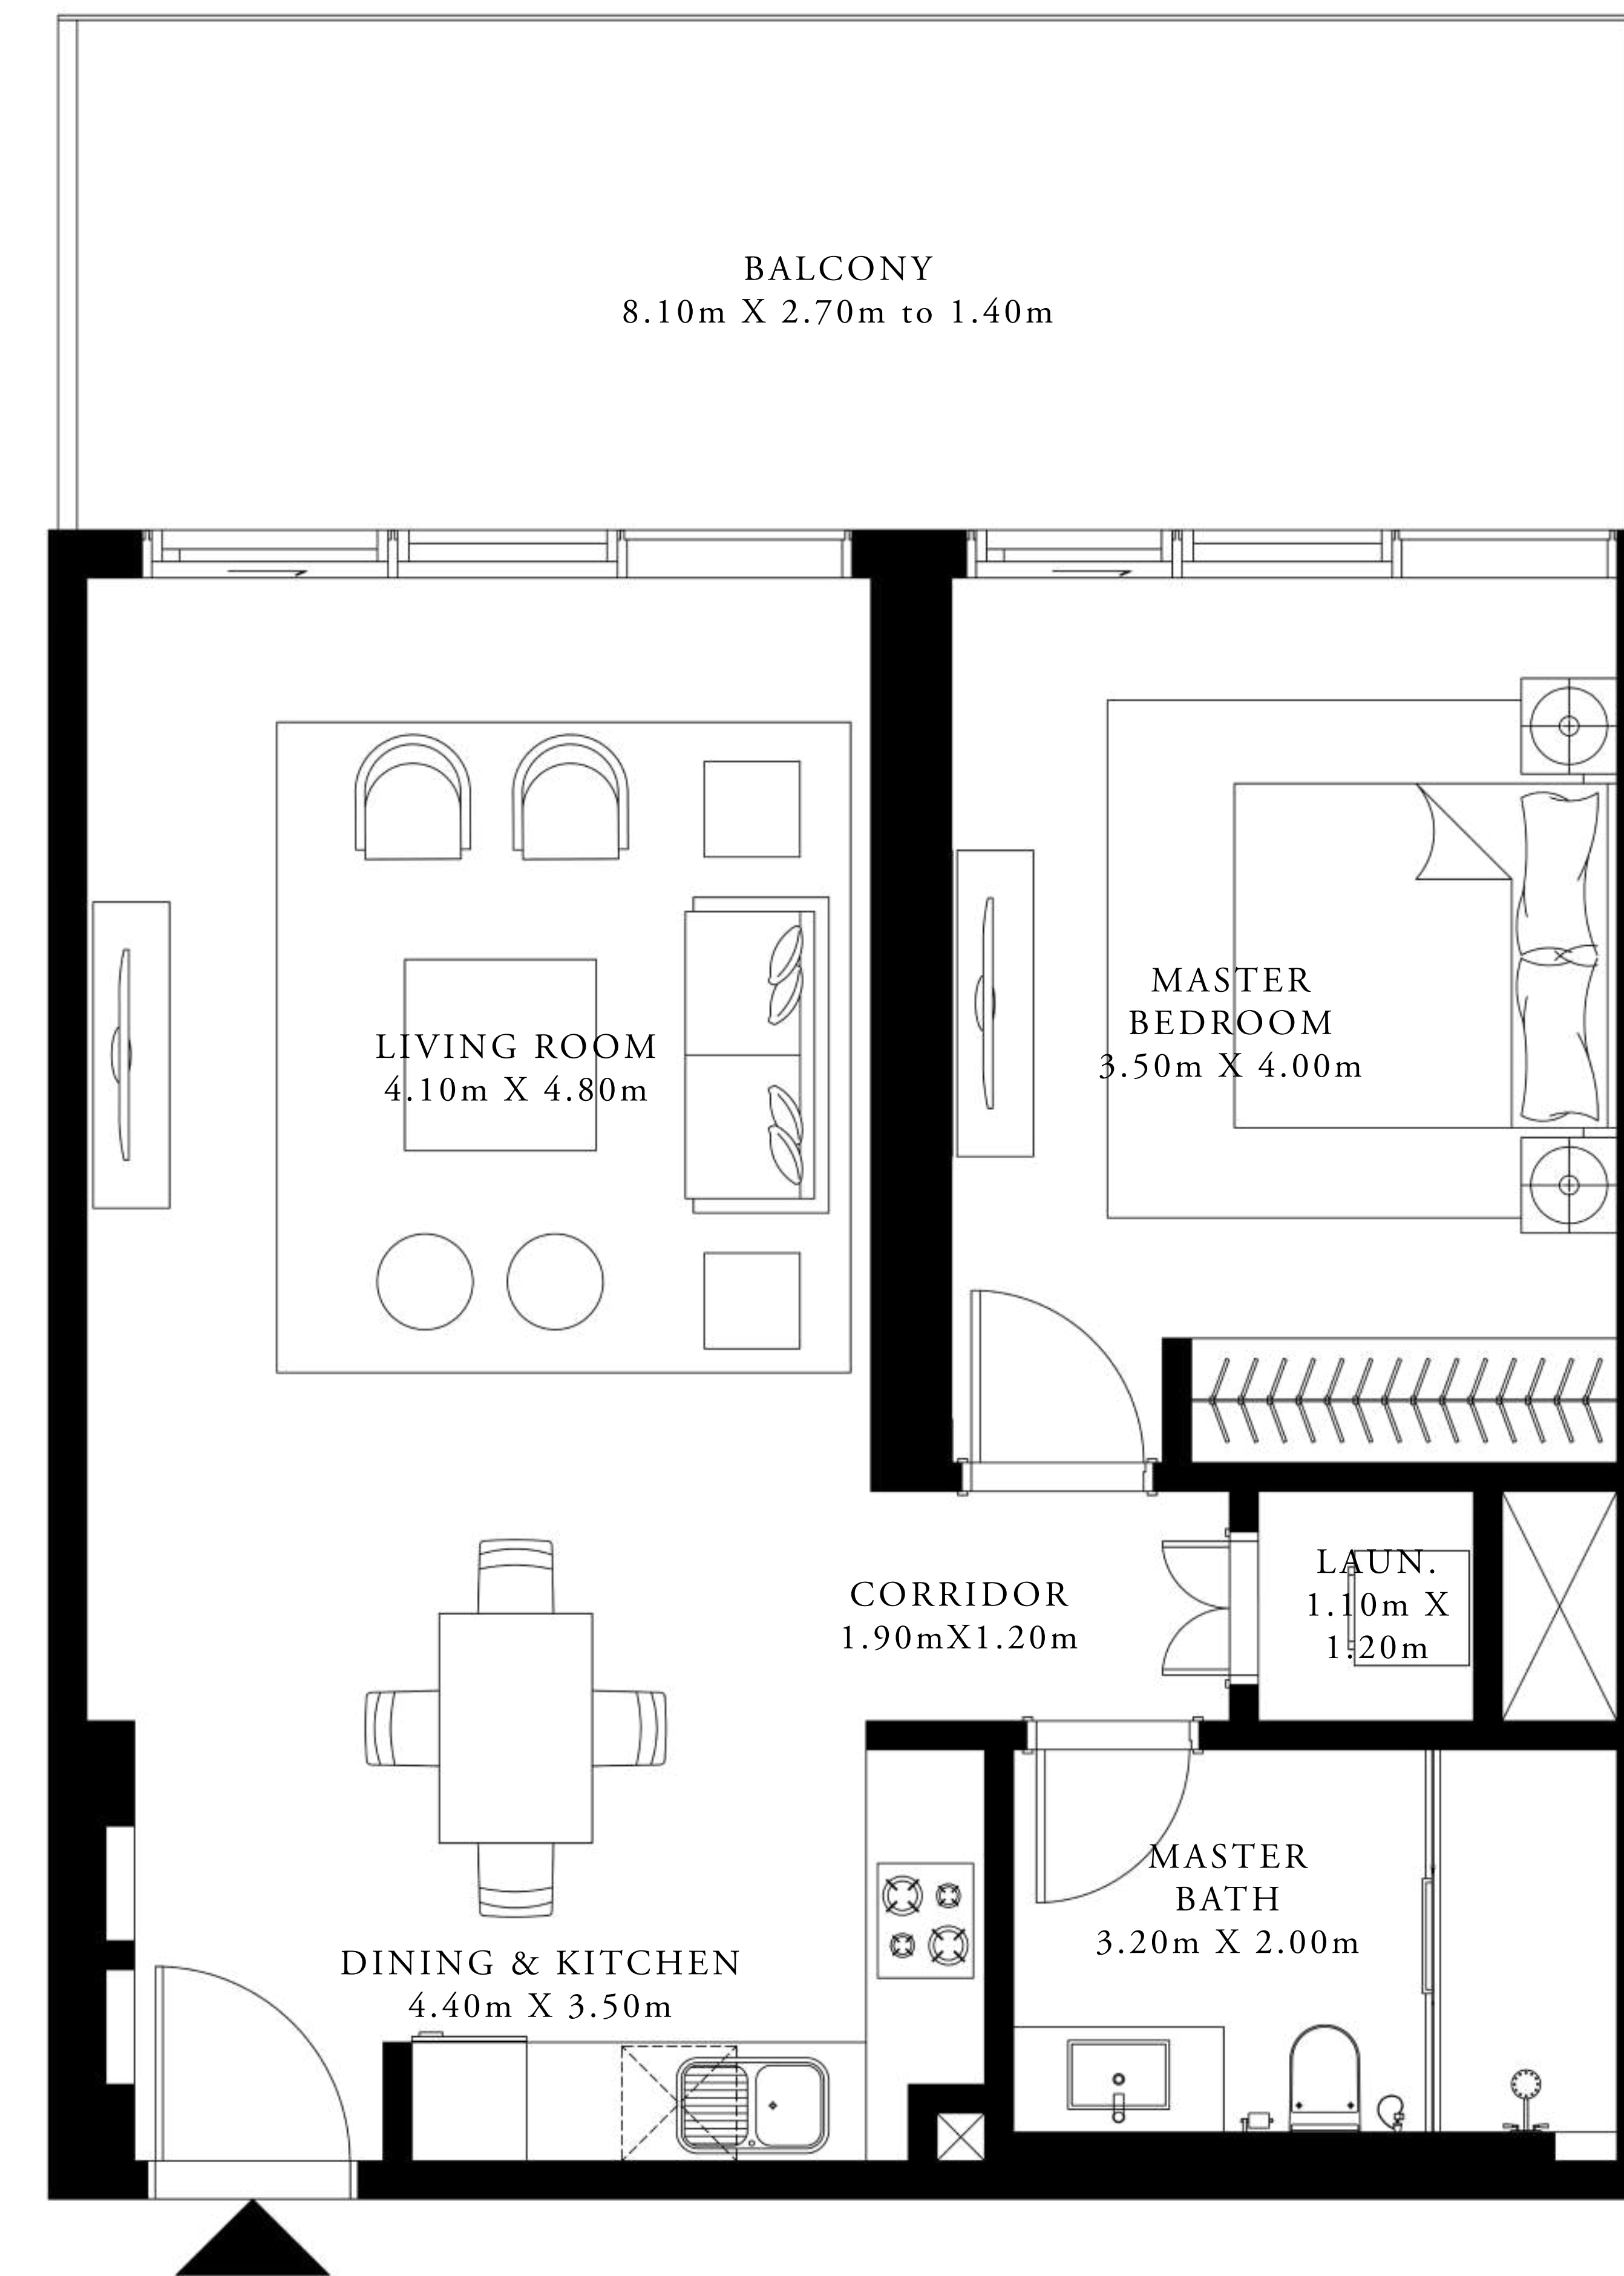 BALCONY
8.10m X 2.70m to 1.40m
MASTER
BEDROOM
3.50m X 4.00m
LIVING ROOM
4.10m X 4.80m
LAUN.
1.10m X
1.20m
CORRIDOR
1.90mX1.20m
MASTER
BATH
3.20m X 2.00m
DINING & KITCHEN
4.40m X 3.50m